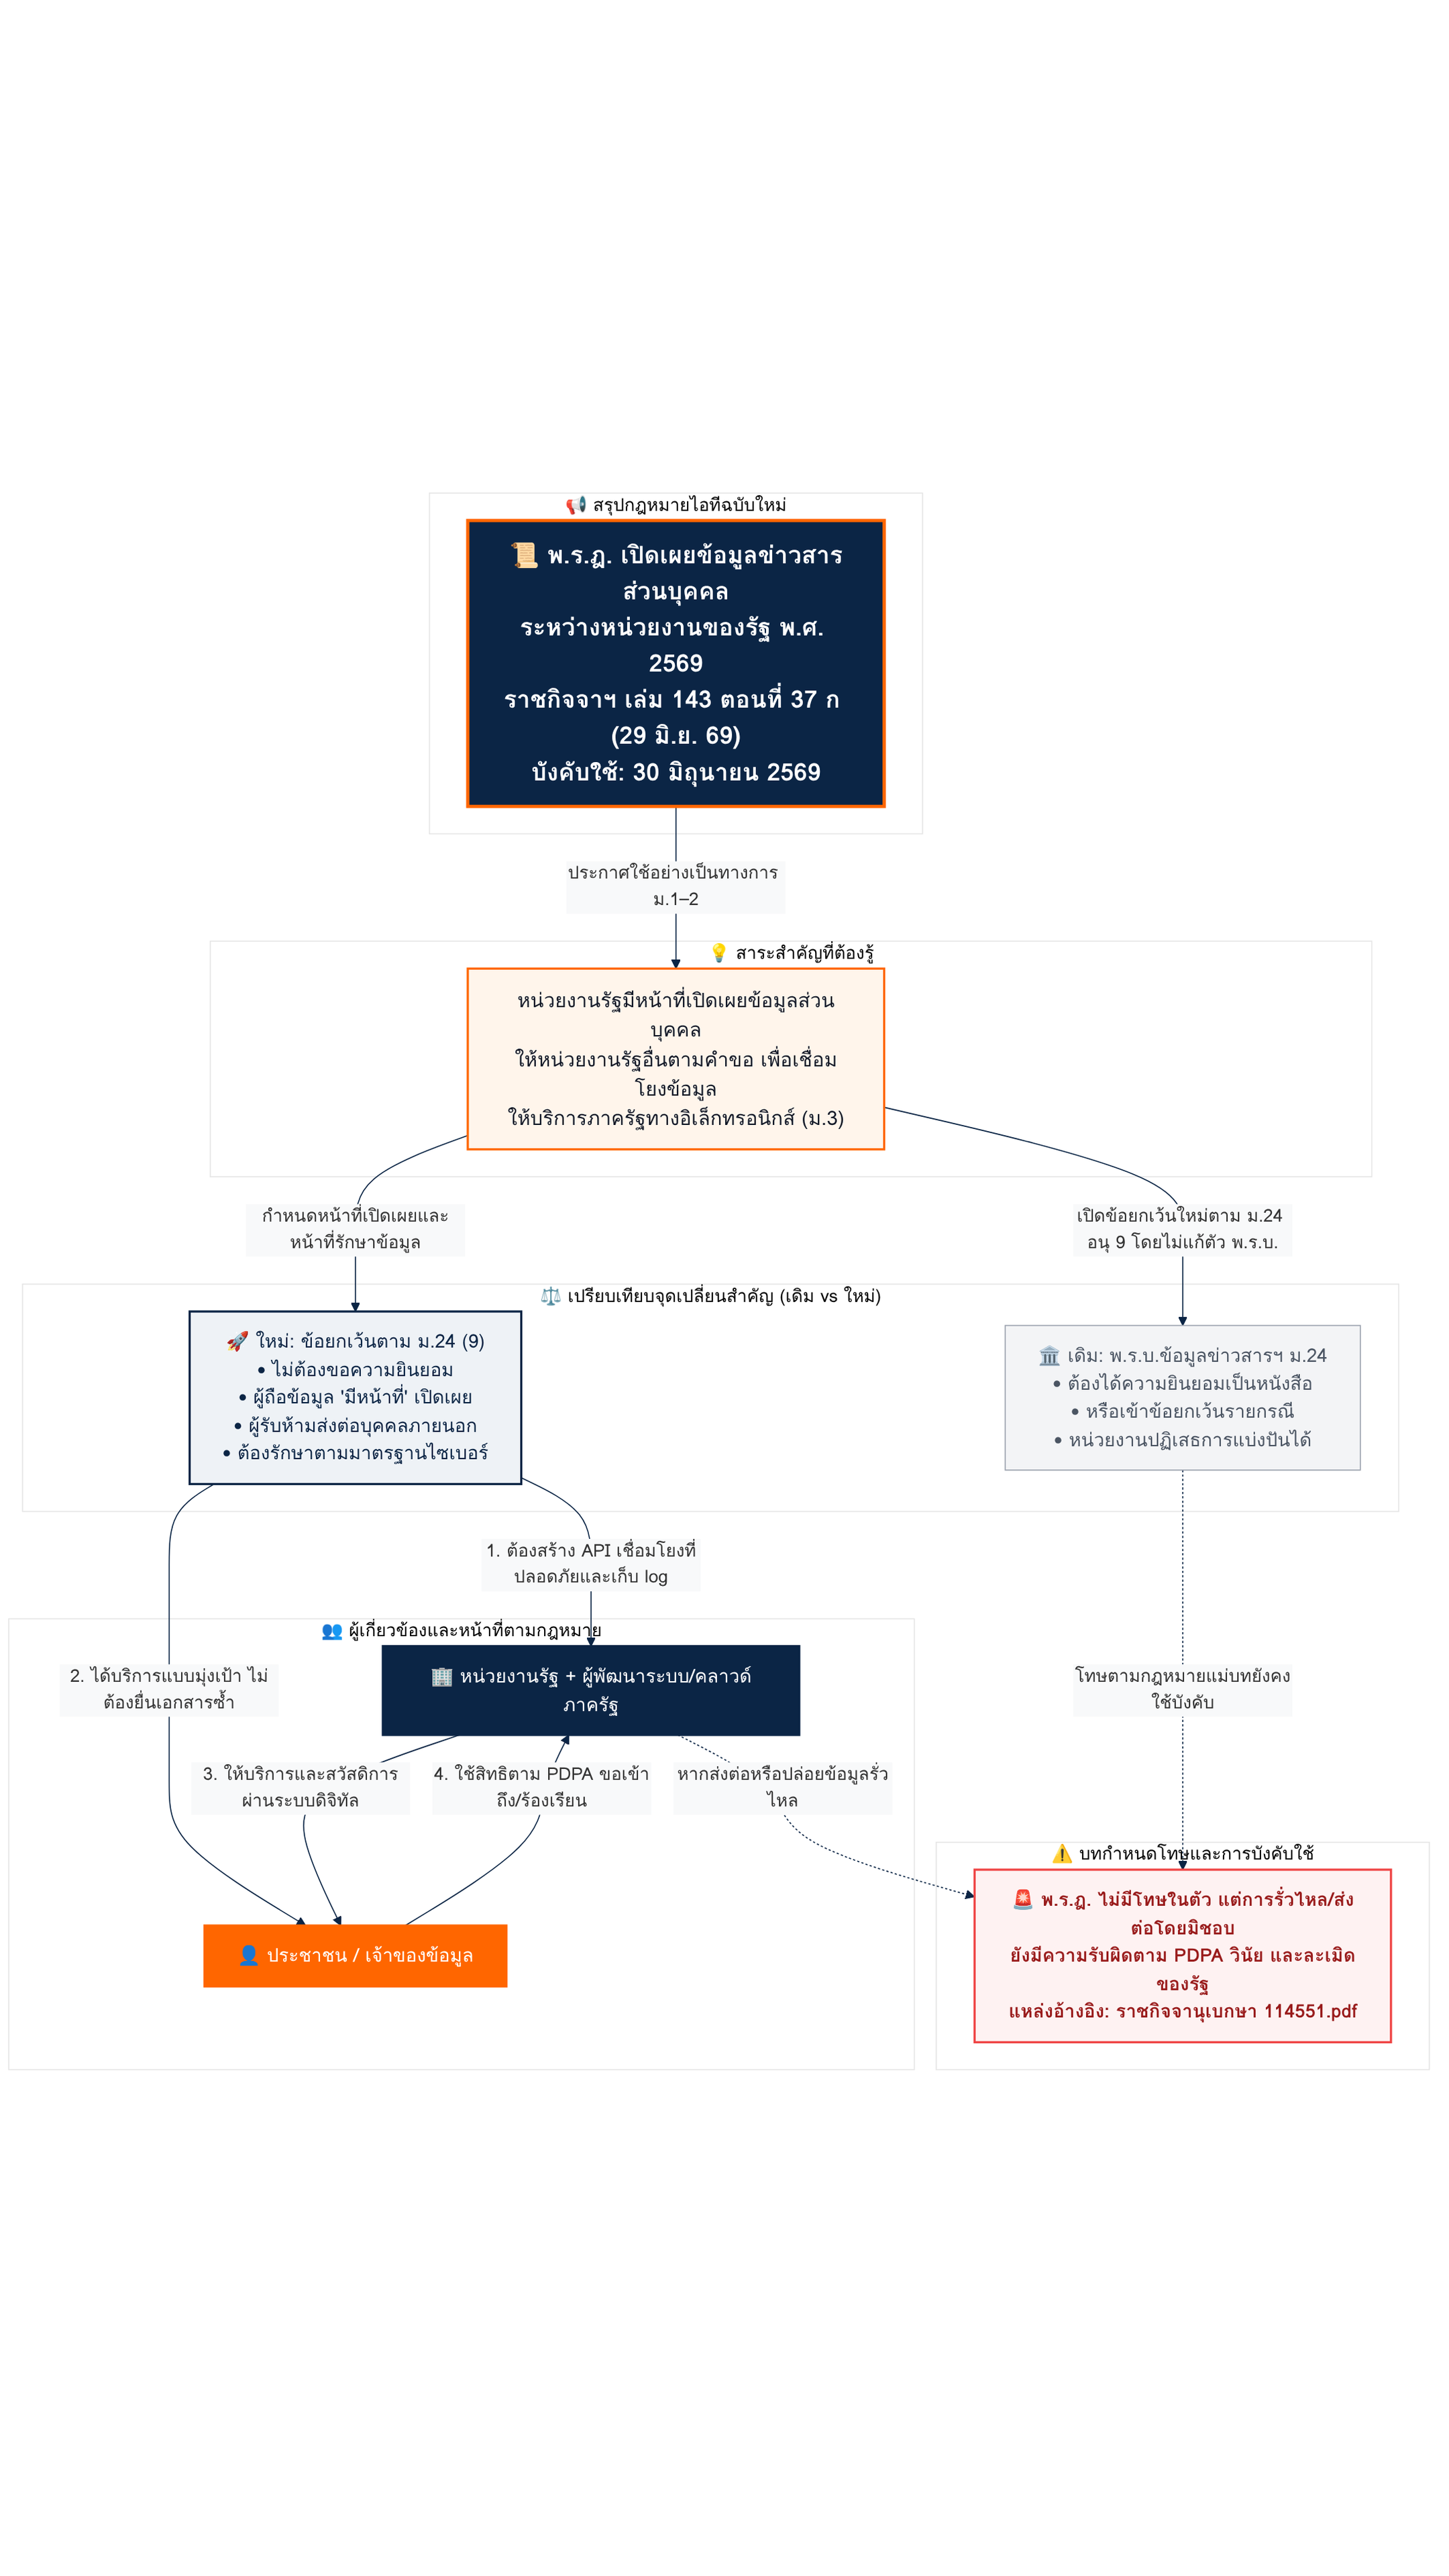 📢 สรุปกฎหมายไอทีฉบับใหม่
📜 พ.ร.ฎ. เปิดเผยข้อมูลข่าวสาร
ส่วนบุคคล
ระหว่างหน่วยงานของรัฐ พ.ศ.
2569
ราชกิจจาฯ เล่ม 143 ตอนที่ 37 ก
(29 มิ.ย. 69)
บังคับใช้: 30 มิถุนายน 2569
ประกาศใช้อย่างเป็นทางการ
ม.1–2
💡 สาระสำคัญที่ต้องรู้
หน่วยงานรัฐมีหน้าที่เปิดเผยข้อมูลส่วน
บุคคล
ให้หน่วยงานรัฐอื่นตามคำขอ เพื่อเชื่อม
โยงข้อมูล
ให้บริการภาครัฐทางอิเล็กทรอนิกส์ (ม.3)
กำหนดหน้าที่เปิดเผยและ
หน้าที่รักษาข้อมูล
เปิดข้อยกเว้นใหม่ตาม ม.24
อนุ 9 โดยไม่แก้ตัว พ.ร.บ.
⚖️ เปรียบเทียบจุดเปลี่ยนสำคัญ (เดิม vs ใหม่)
🚀 ใหม่: ข้อยกเว้นตาม ม.24 (9)
• ไม่ต้องขอความยินยอม
• ผู้ถือข้อมูล 'มีหน้าที่' เปิดเผย
• ผู้รับห้ามส่งต่อบุคคลภายนอก
• ต้องรักษาตามมาตรฐานไซเบอร์
🏛️ เดิม: พ.ร.บ.ข้อมูลข่าวสารฯ ม.24
• ต้องได้ความยินยอมเป็นหนังสือ
• หรือเข้าข้อยกเว้นรายกรณี
• หน่วยงานปฏิเสธการแบ่งปันได้
1. ต้องสร้าง API เชื่อมโยงที่
ปลอดภัยและเก็บ log
👥 ผู้เกี่ยวข้องและหน้าที่ตามกฎหมาย
🏢 หน่วยงานรัฐ + ผู้พัฒนาระบบ/คลาวด์
ภาครัฐ
2. ได้บริการแบบมุ่งเป้า ไม่
ต้องยื่นเอกสารซ้ำ
โทษตามกฎหมายแม่บทยังคง
ใช้บังคับ
3. ให้บริการและสวัสดิการ
ผ่านระบบดิจิทัล
4. ใช้สิทธิตาม PDPA ขอเข้า
ถึง/ร้องเรียน
หากส่งต่อหรือปล่อยข้อมูลรั่ว
ไหล
👤 ประชาชน / เจ้าของข้อมูล
⚠️ บทกำหนดโทษและการบังคับใช้
🚨 พ.ร.ฎ. ไม่มีโทษในตัว แต่การรั่วไหล/ส่ง
ต่อโดยมิชอบ
ยังมีความรับผิดตาม PDPA วินัย และละเมิด
ของรัฐ
แหล่งอ้างอิง: ราชกิจจานุเบกษา 114551.pdf